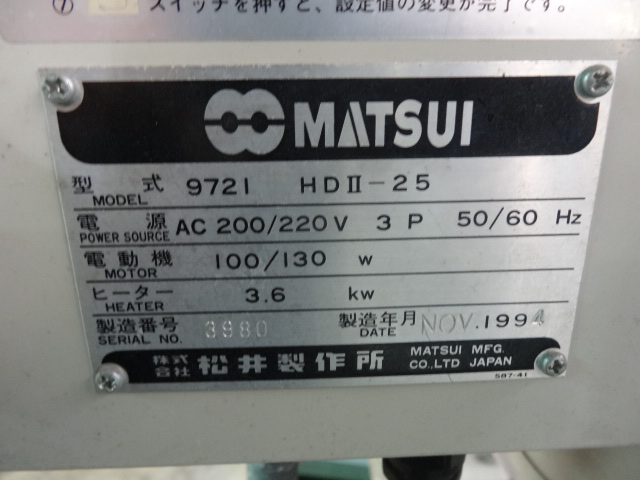 ⑦ スイッチを押すと、設定値の変更が完了です。
MATSUI
型式 9721 HDⅡ-25
MODEL
電源 AC 200/220V 3P 50/60 Hz
POWER SOURCE
電動機 100/130 w
MOTOR
ヒーター 3.6 kw
HEATER
製造番号 3980 製造年月 NOV.1994
SERIAL NO. DATE
株式会社 松井製作所 MATSUI MFG.
CO.,LTD JAPAN
587-41